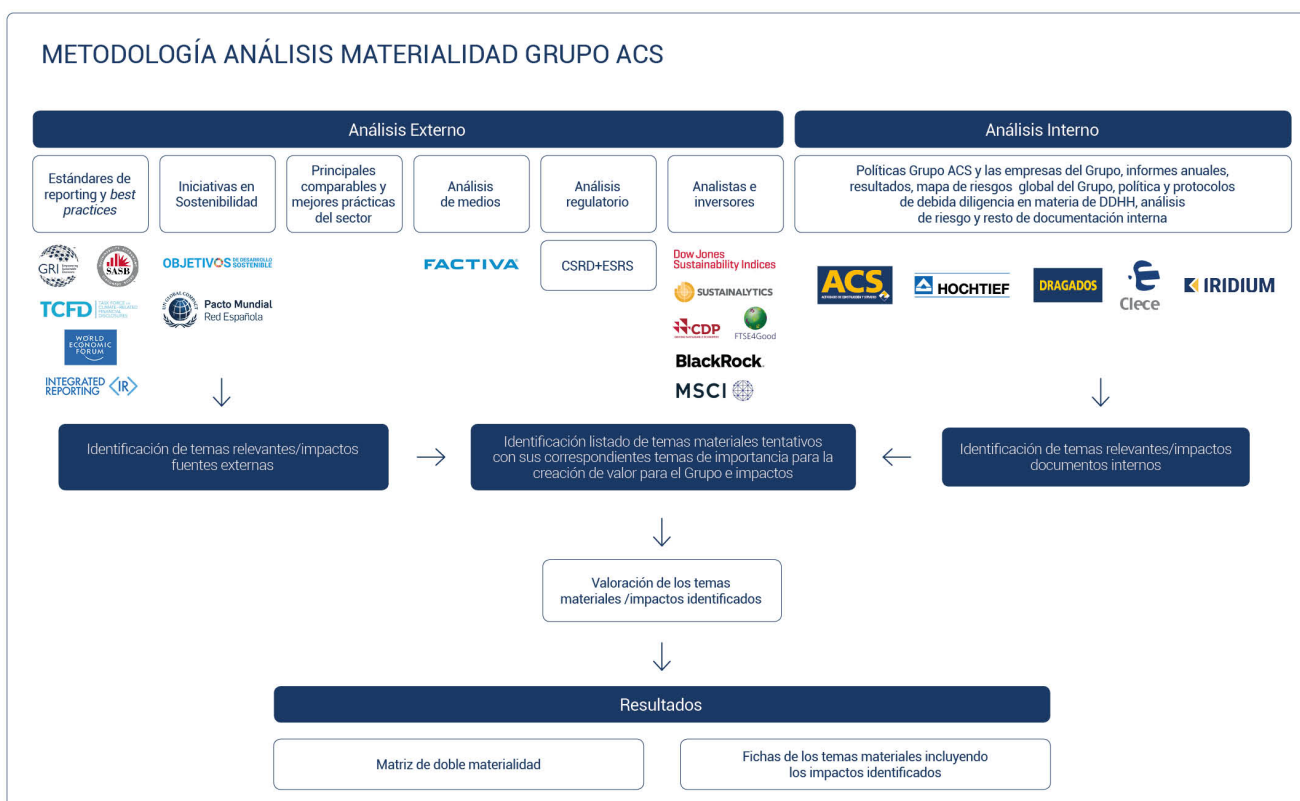 METODOLOGÍA ANÁLISIS MATERIALIDAD GRUPO ACS
Análisis Externo
Análisis Interno
Estándares de
reporting y best
practices
Iniciativas en
Sostenibilidad
Principales
comparables y
mejores prácticas
del sector
Análisis
de medios
Análisis
regulatorio
Analistas e
inversores
Políticas Grupo ACS y las empresas del Grupo, informes anuales,
resultados, mapa de riesgos global del Grupo, política y protocolos
de debida diligencia en materia de DDHH, análisis
de riesgo y resto de documentación interna
GRI
SASB
TCFD
TASK FORCE ON
CLIMATE-RELATED
FINANCIAL
DISCLOSURES
WORLD
ECONOMIC
FORUM
INTEGRATED
REPORTING <IR>
OBJETIVOS DE DESARROLLO
SOSTENIBLE
Pacto Mundial
Red Española
FACTIVA
CSRD+ESRS
Dow Jones
Sustainability Indices
SUSTAINALYTICS
CDP
FTSE4Good
BlackRock.
MSCI
ACS
HOCHTIEF
DRAGADOS
Clece
IRIDIUM
Identificación de temas relevantes/impactos
fuentes externas
Identificación listado de temas materiales tentativos
con sus correspondientes temas de importancia para la
creación de valor para el Grupo e impactos
Identificación de temas relevantes/impactos
documentos internos
Valoración de los temas
materiales /impactos identificados
Resultados
Matriz de doble materialidad
Fichas de los temas materiales incluyendo
los impactos identificados